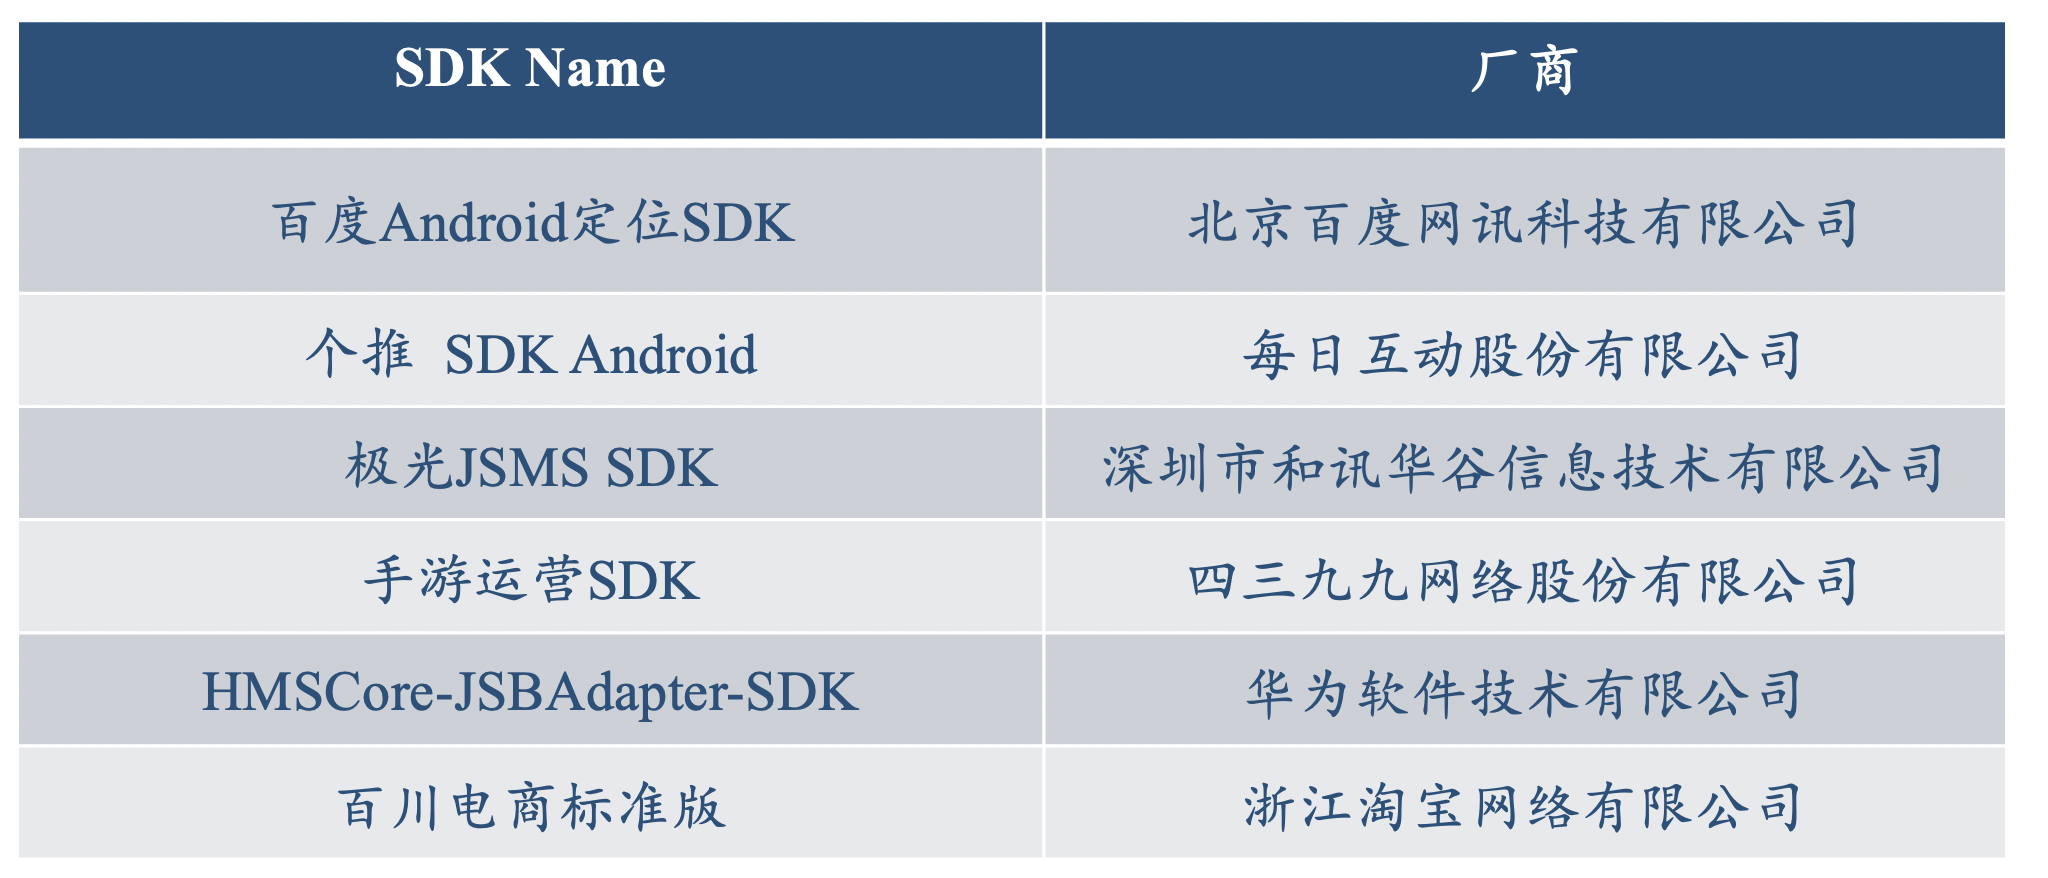 SDK Name 厂商
百度Android定位SDK 北京百度网讯科技有限公司
个推 SDK Android 每日互动股份有限公司
极光JSMS SDK 深圳市和讯华谷信息技术有限公司
手游运营SDK 四三九九网络股份有限公司
HMSCore-JSBAdapter-SDK 华为软件技术有限公司
百川电商标准版 浙江淘宝网络有限公司